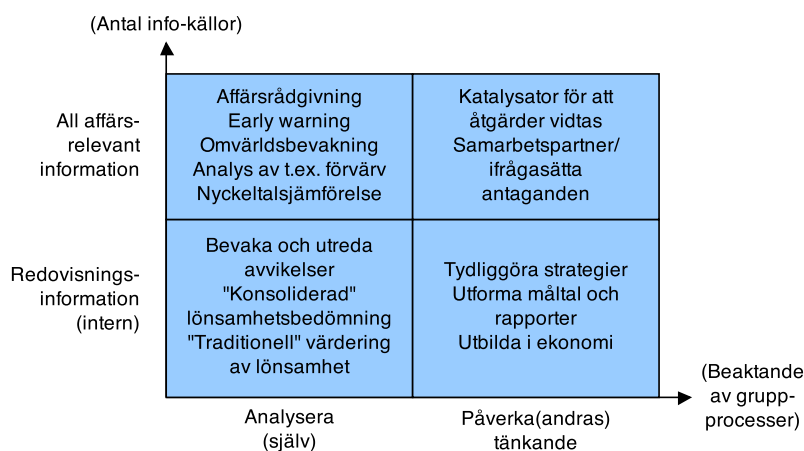 (Antal info-källor)
All affärs-
relevant
information
Affärsrådgivning
Early warning
Omvärldsbevakning
Analys av t.ex. förvärv
Nyckeltalsjämförelse
Katalysator för att
åtgärder vidtas
Samarbetspartner/
ifrågasätta
antaganden
Redovisnings-
information
(intern)
Bevaka och utreda
avvikelser
"Konsoliderad"
lönsamhetsbedömning
"Traditionell" värdering
av lönsamhet
Tydliggöra strategier
Utforma måltal och
rapporter
Utbilda i ekonomi
(Beaktande
av grupp-
processer)
Analysera
(själv)
Påverka(andras)
tänkande